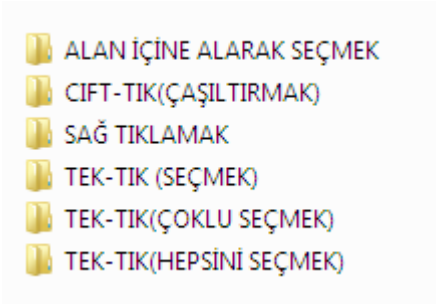 ALAN İÇİNE ALARAK SEÇMEK
CIFT-TIK(ÇAŞILTIRMAK)
SAĞ TIKLAMAK
TEK-TIK (SEÇMEK)
TEK-TIK(ÇOKLU SEÇMEK)
TEK-TIK(HEPSİNİ SEÇMEK)